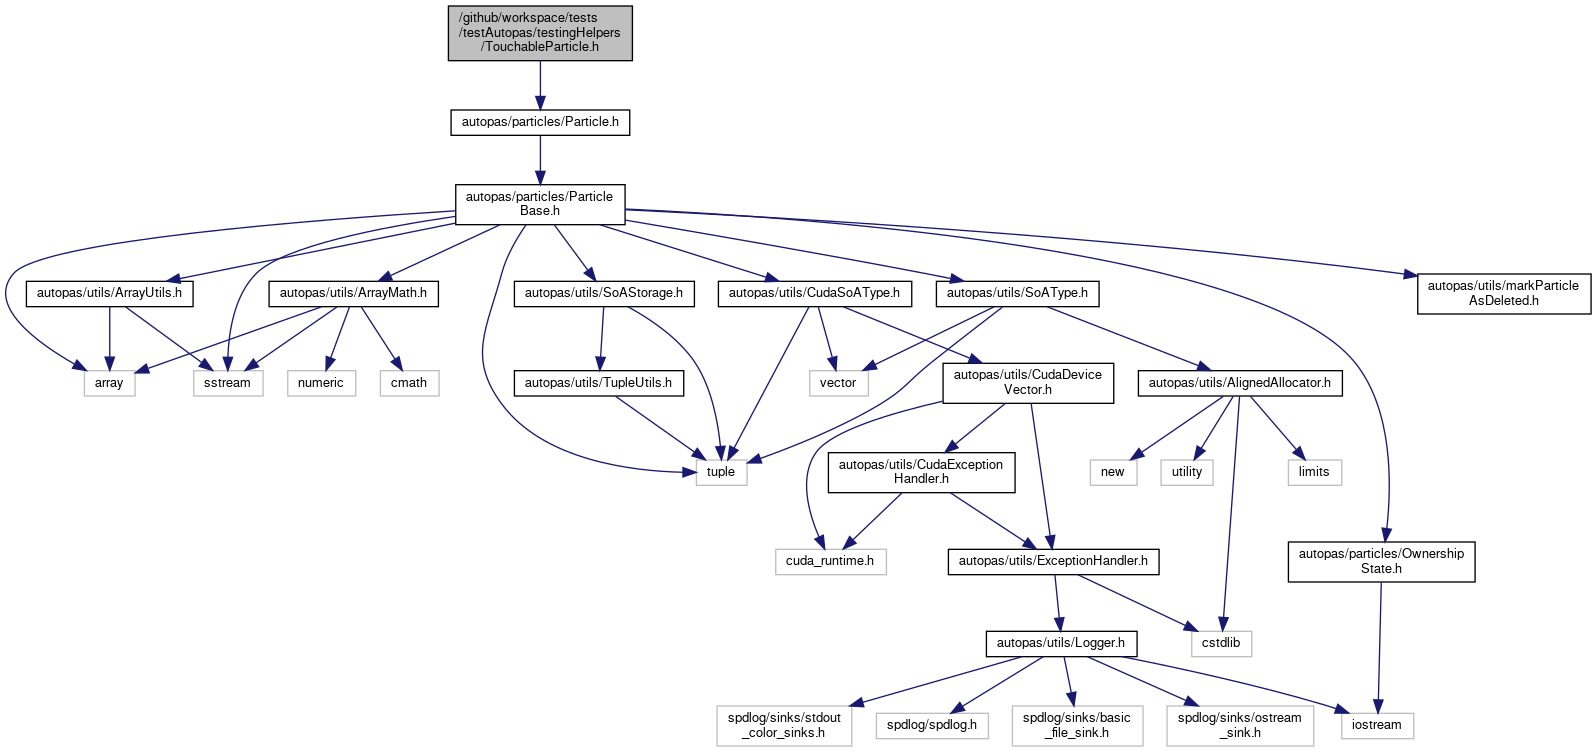 /github/workspace/tests
/testAutopas/testingHelpers
/TouchableParticle.h
autopas/particles/Particle.h
autopas/particles/Particle
Base.h
autopas/utils/ArrayUtils.h
autopas/utils/ArrayMath.h
autopas/utils/SoAStorage.h
autopas/utils/CudaSoAType.h
autopas/utils/SoAType.h
autopas/utils/markParticle
AsDeleted.h
array
sstream
numeric
cmath
autopas/utils/TupleUtils.h
vector
autopas/utils/CudaDevice
Vector.h
autopas/utils/AlignedAllocator.h
tuple
autopas/utils/CudaException
Handler.h
new
utility
limits
cuda_runtime.h
autopas/utils/ExceptionHandler.h
autopas/particles/Ownership
State.h
autopas/utils/Logger.h
cstdlib
spdlog/sinks/stdout
_color_sinks.h
spdlog/spdlog.h
spdlog/sinks/basic
_file_sink.h
spdlog/sinks/ostream
_sink.h
iostream